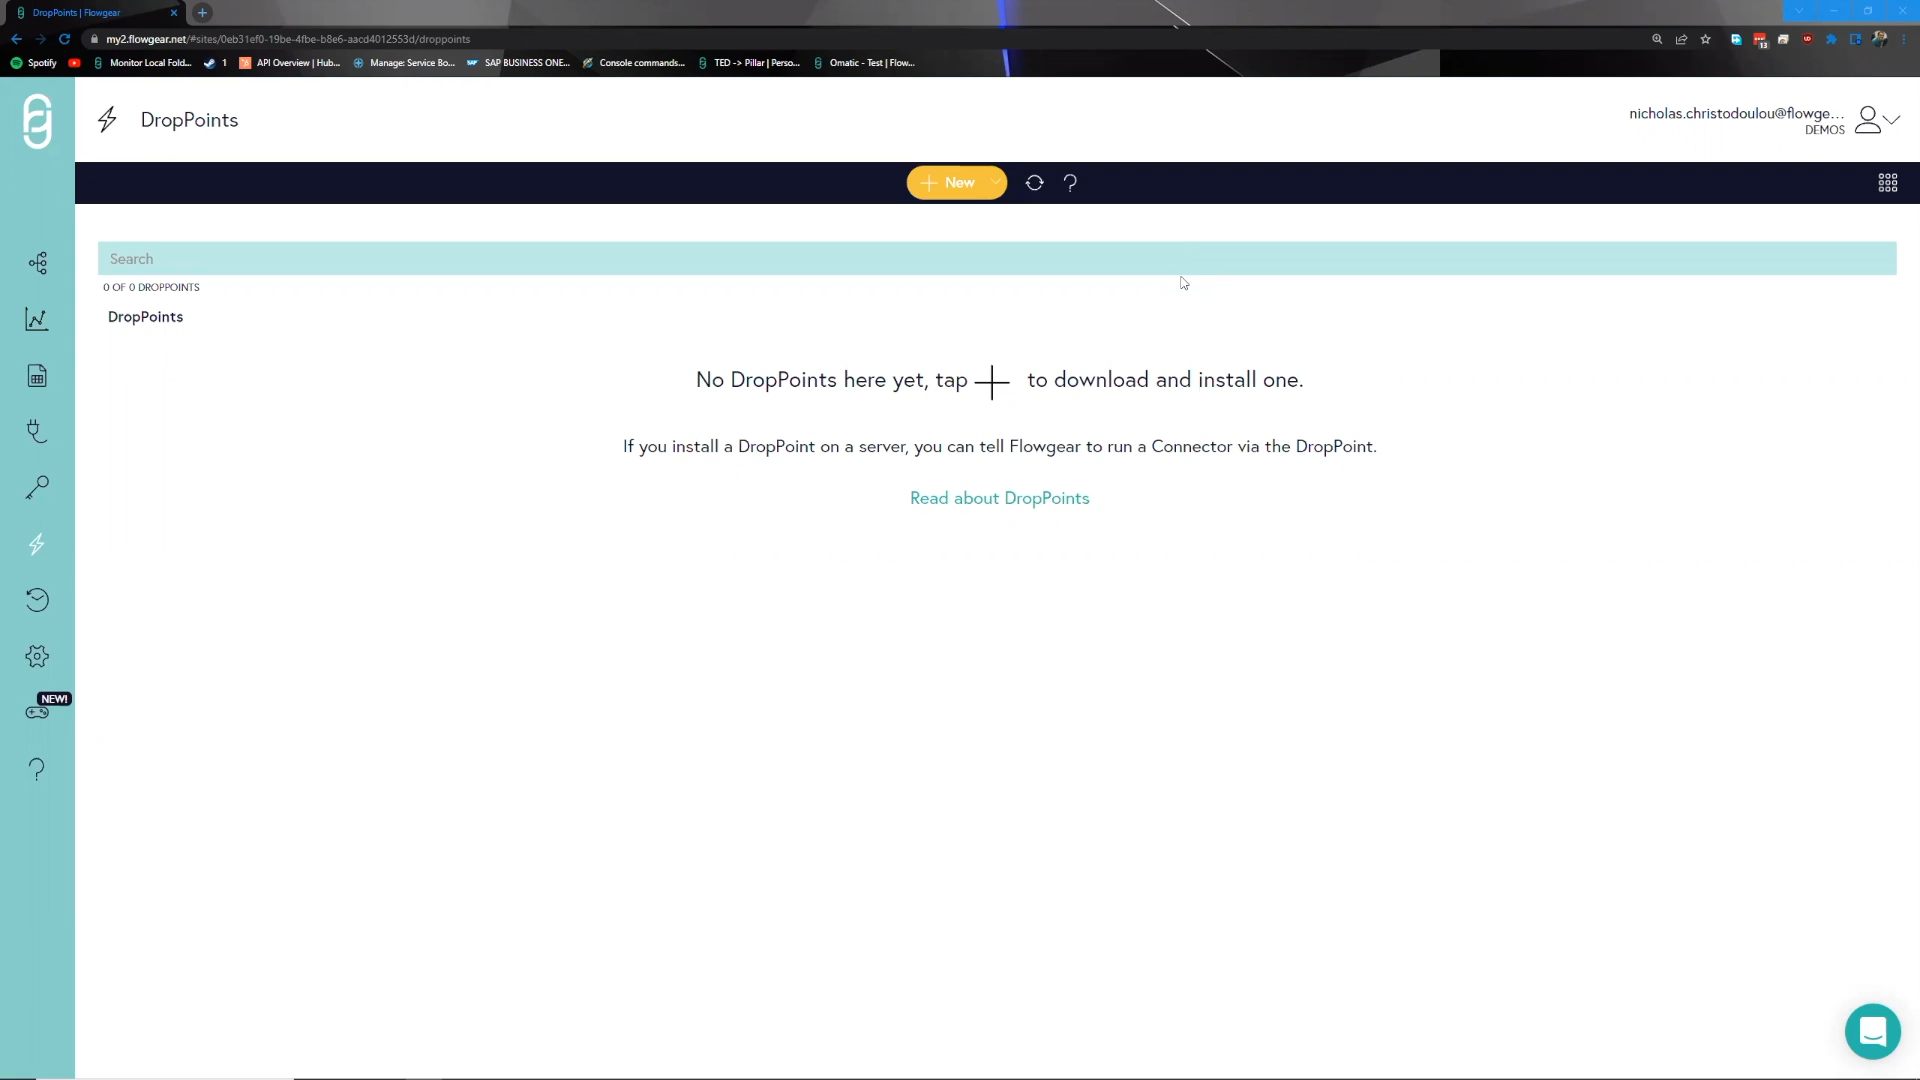 DropPoints | Flowgear
my2.flowgear.net/#sites/0eb31ef0-19be-4fbe-b8e6-aacd4012553d/droppoints
13
Spotify
Monitor Local Fold...
1
API Overview | Hub...
Manage: Service Bo...
SAP BUSINESS ONE...
Console commands...
TED -> Pillar | Perso...
Omatic - Test | Flow...
DropPoints
nicholas.christodoulou@flowge...
DEMOS
New
Search
0 OF 0 DROPPOINTS
DropPoints
No DropPoints here yet, tap + to download and install one.
If you install a DropPoint on a server, you can tell Flowgear to run a Connector via the DropPoint.
Read about DropPoints
NEW!